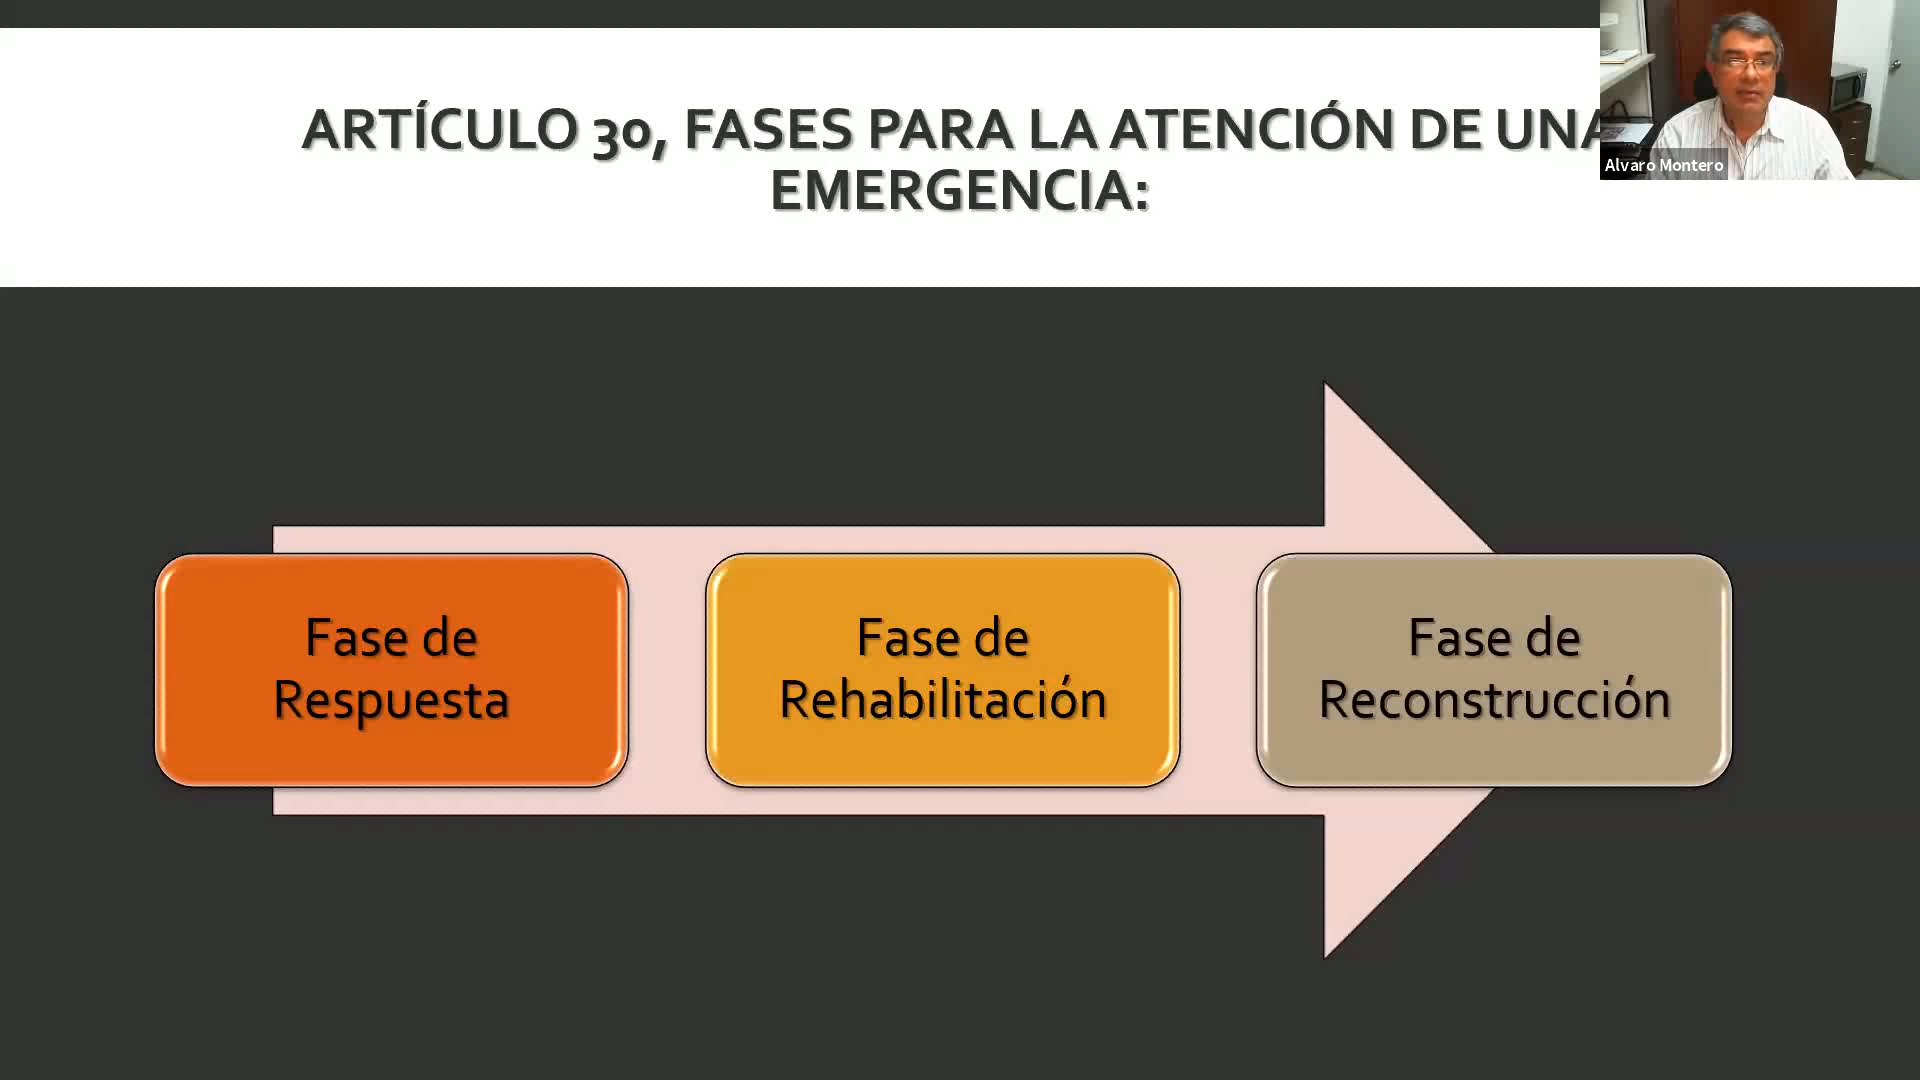 ARTÍCULO 30, FASES PARA LA ATENCIÓN DE UNA
EMERGENCIA:
Alvaro Montero
Fase de
Respuesta
Fase de
Rehabilitación
Fase de
Reconstrucción